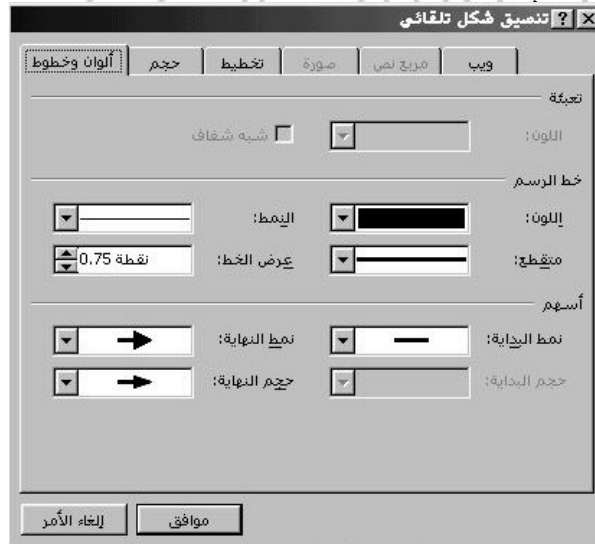 تنسيق شكل تلقائي
ألوان وخطوط حجم تخطيط صورة مربع نص ويب
تعبئة
اللون: شبه شفاف
خط الرسم
اللون: النمط:
متقطع: عرض الخط: 0.75 نقطة
أسهم
نمط البداية: نمط النهاية:
حجم البداية: حجم النهاية:
موافق إلغاء الأمر